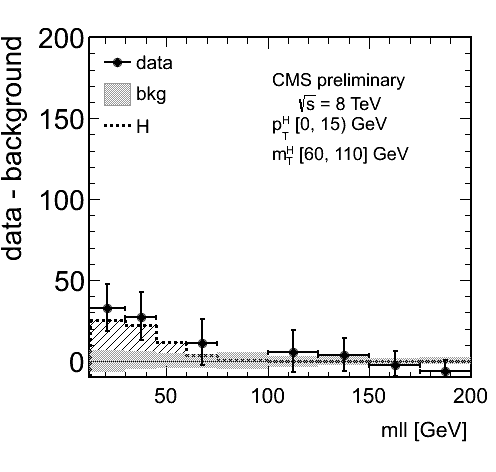 200
150
100
50
0
data - background
data
bkg
H
CMS preliminary
√s = 8 TeV
p_T^H [0, 15) GeV
m_T^H [60, 110] GeV
50 100 150 200
mll [GeV]